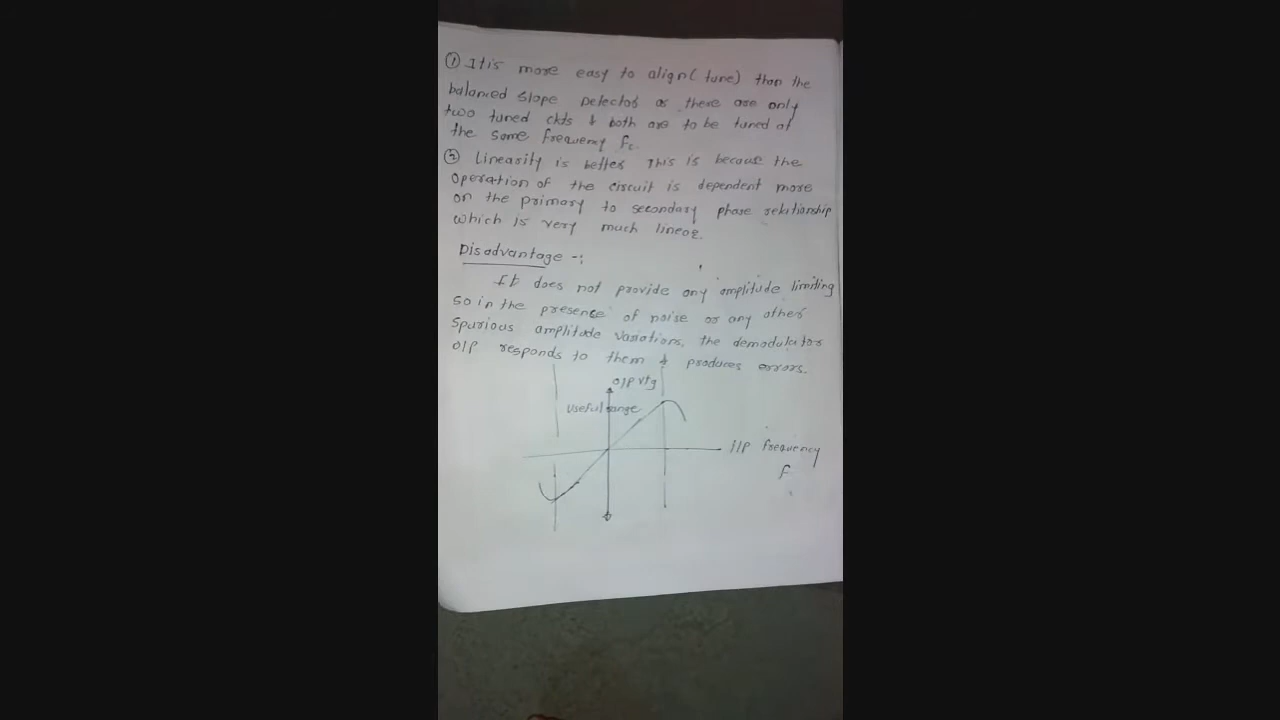 ① It is more easy to align (tune) than the
balanced slope Detector as there are only
two tuned ckts & both are to be tuned at
the same frequency fc.
② Linearity is better This is because the
operation of the circuit is dependent more
on the primary to secondary phase relationship
which is very much linear.
Disadvantage -:
It does not provide any amplitude limiting
so in the presence of noise or any other
spurious amplitude variations, the demodulator
O/P responds to them & produces errors.
O/P vtg
Useful range
I/P frequency
f